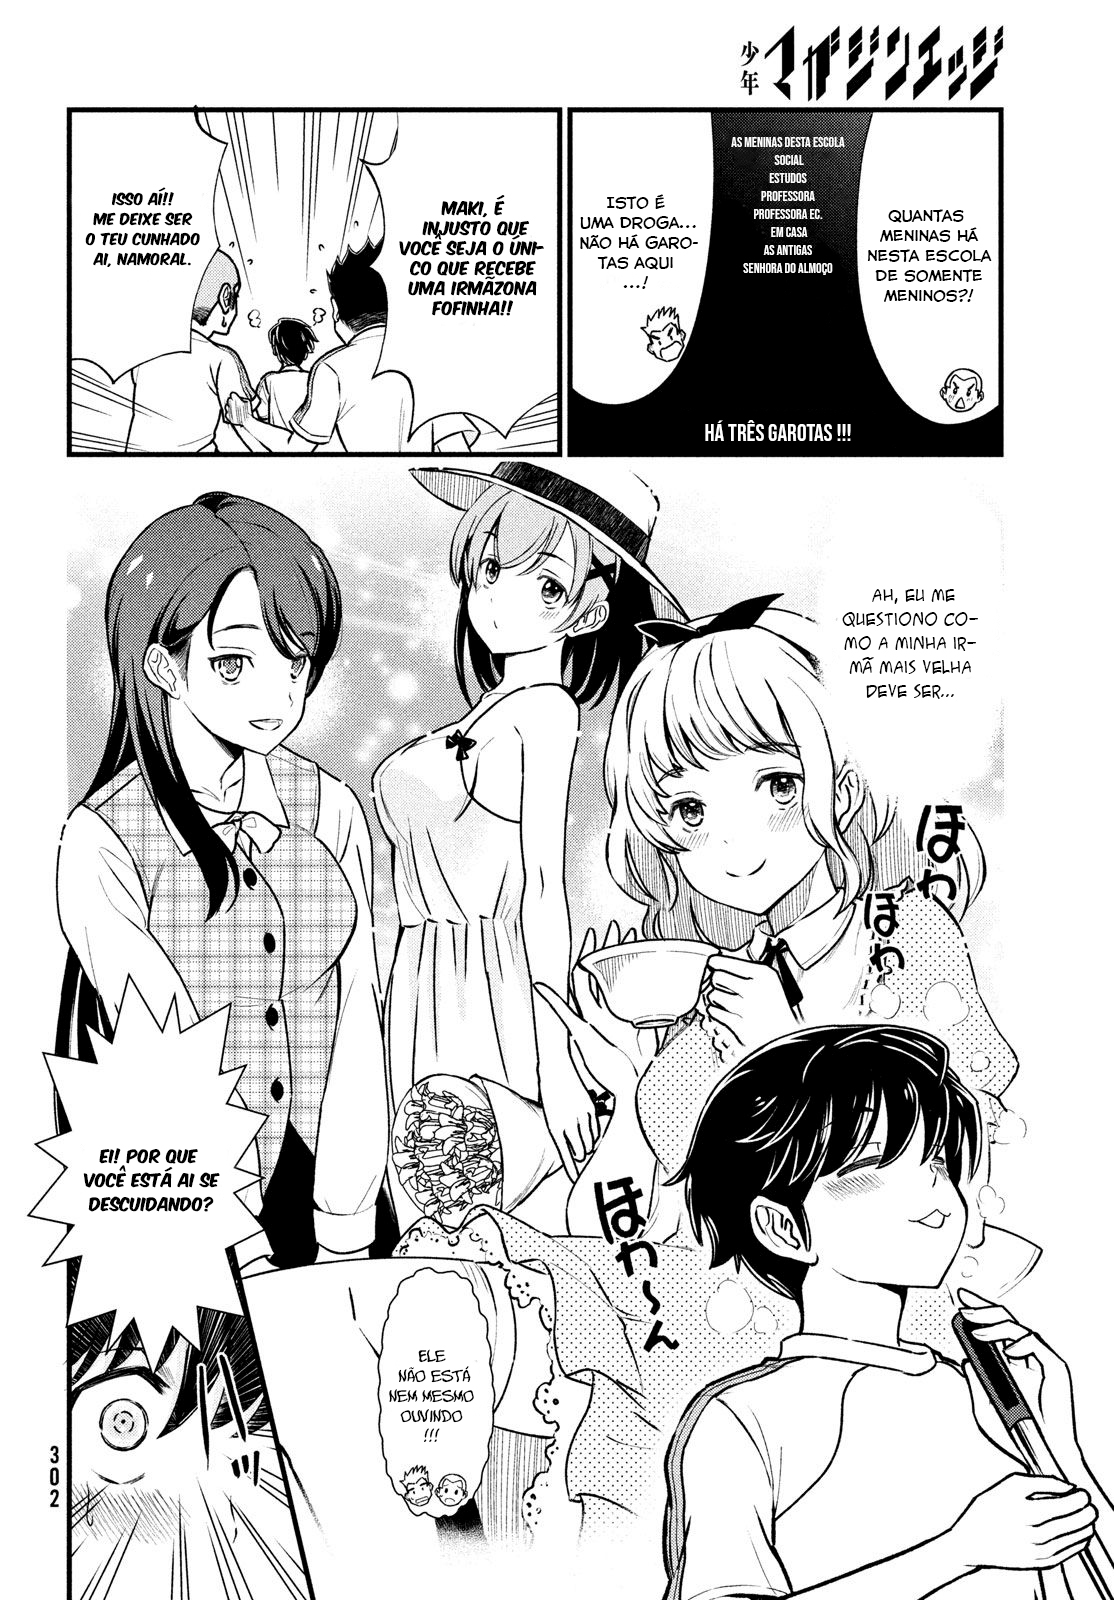 少年
マガジンエッジ
QUANTAS
MENINAS HÁ
NESTA ESCOLA
DE SOMENTE
MENINOS?!
AS MENINAS DESTA ESCOLA
SOCIAL
ESTUDOS
PROFESSORA
PROFESSORA EC.
EM CASA
AS ANTIGAS
SENHORA DO ALMOÇO
ISTO É
UMA DROGA...
NÃO HÁ GARO-
TAS AQUI
...!
HÁ TRÊS GAROTAS !!!
MAKI, É
INJUSTO QUE
VOCÊ SEJA O ÚNI-
CO QUE RECEBE
UMA IRMÃZONA
FOFINHA!!
ISSO AÍ!!
ME DEIXE SER
O TEU CUNHADO
AI, NAMORAL.
AH, EU ME
QUESTIONO CO-
MO A MINHA IR-
MÃ MAIS VELHA
DEVE SER...
ほわ
ほわ
ほわ〜ん
ELE
NÃO ESTÁ
NEM MESMO
OUVINDO
!!!
EI! POR QUE
VOCÊ ESTÁ AI SE
DESCUIDANDO?
302